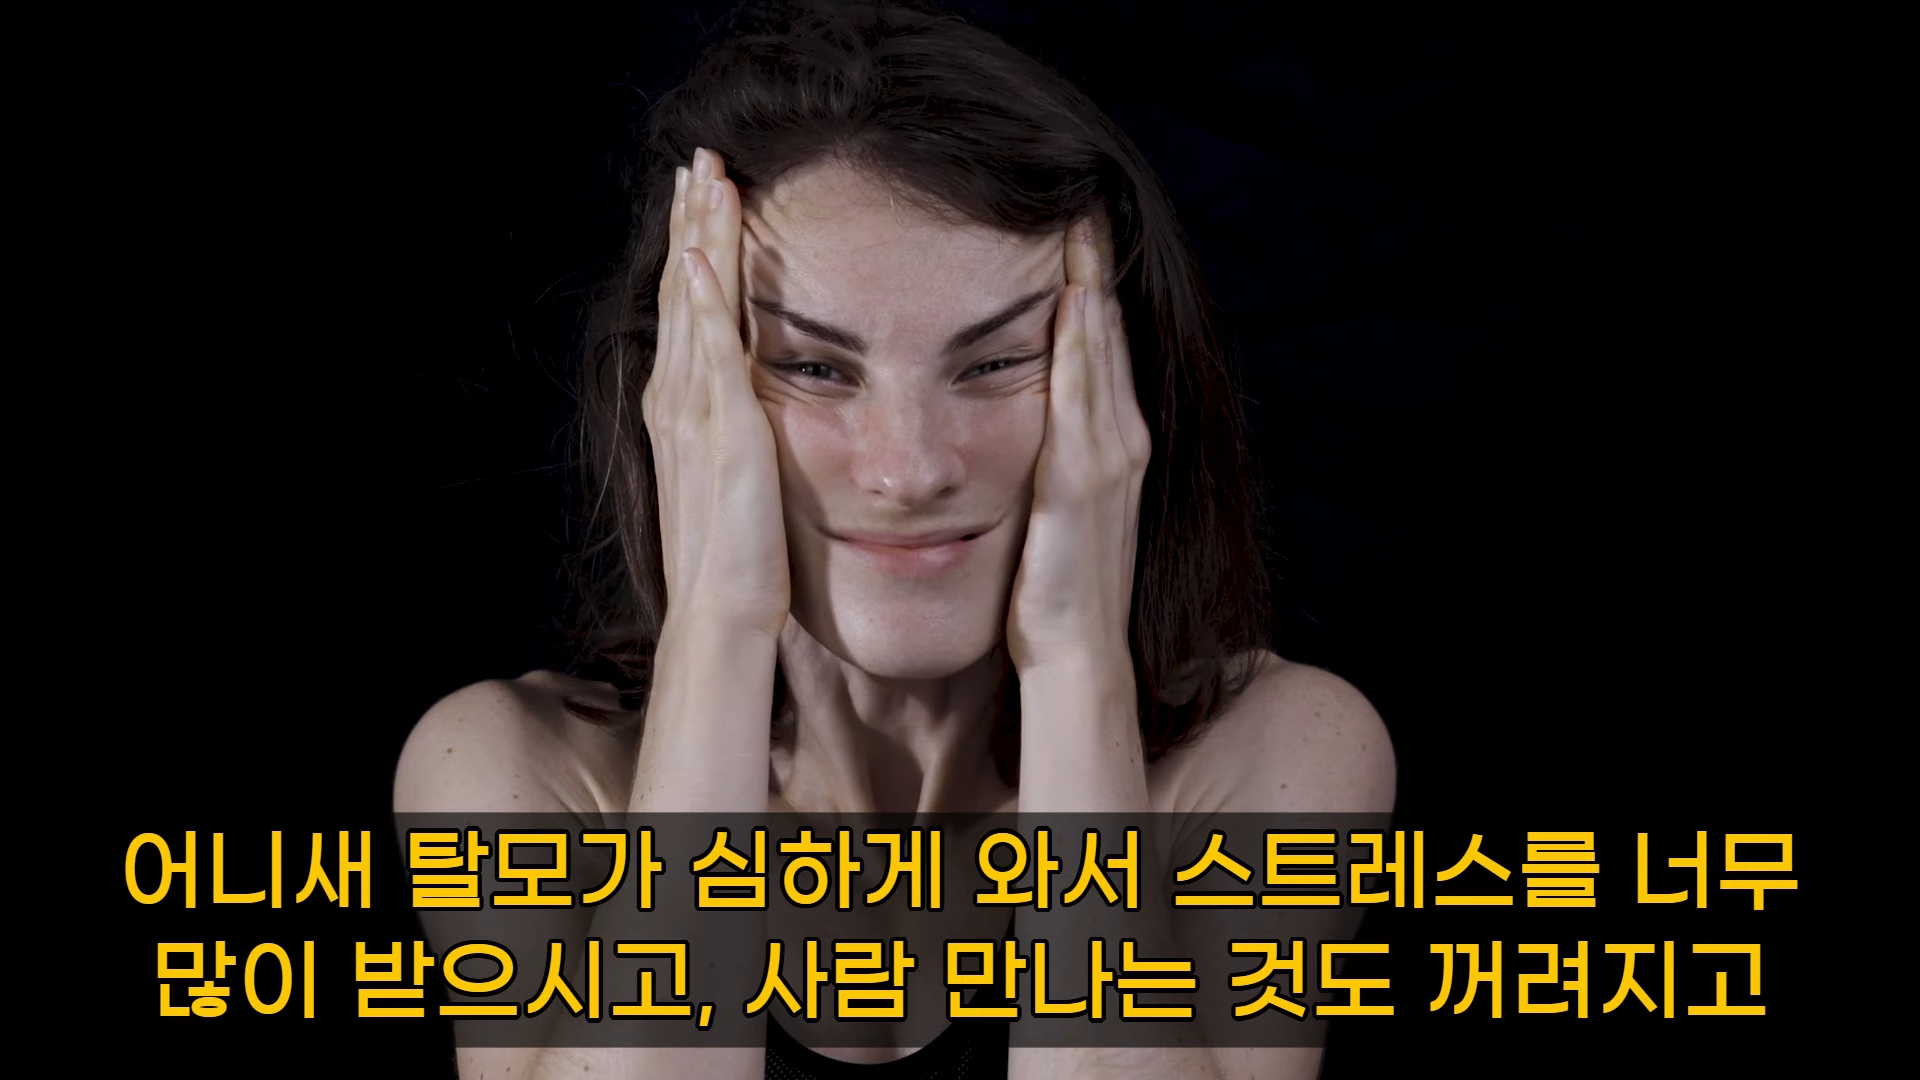 어니새 탈모가 심하게 와서 스트레스를 너무
많이 받으시고, 사람 만나는 것도 꺼려지고